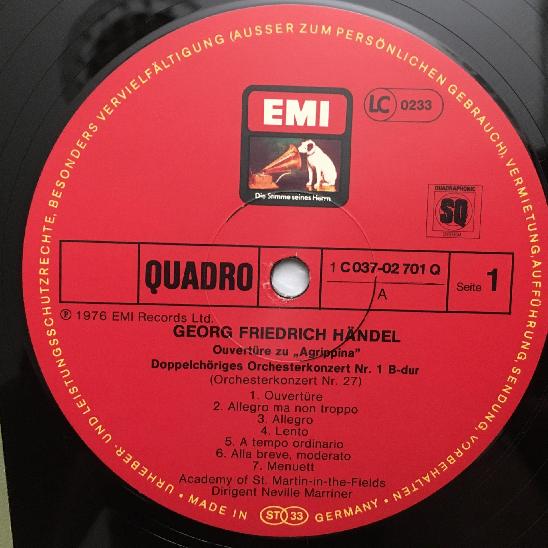 URHEBER- UND LEISTUNGSSCHUTZRECHTE, BESONDERS VERVIELFÄLTIGUNG (AUSSER ZUM PERSÖNLICHEN GEBRAUCH), VERMIETUNG, AUFFÜHRUNG, SENDUNG, VORBEHALTEN
EMI
Die Stimme seines Herrn
LC 0233
QUADRAPHONIC
SQ
QUADRO
1 C 037-02 701 Q
A
Seite 1
℗ 1976 EMI Records Ltd.
GEORG FRIEDRICH HÄNDEL
Ouvertüre zu „Agrippina"
Doppelchöriges Orchesterkonzert Nr. 1 B-dur
(Orchesterkonzert Nr. 27)
1. Ouvertüre
2. Allegro ma non troppo
3. Allegro
4. Lento
5. A tempo ordinario
6. Alla breve, moderato
7. Menuett
Academy of St. Martin-in-the-Fields
Dirigent Neville Marriner
• MADE IN ST 33 GERMANY •